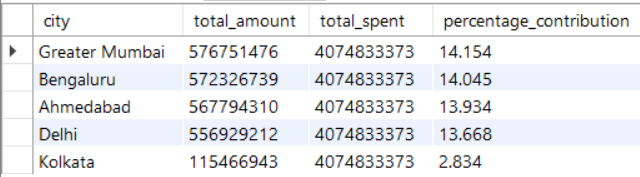 city total_amount total_spent percentage_contribution
Greater Mumbai 576751476 4074833373 14.154
Bengaluru 572326739 4074833373 14.045
Ahmedabad 567794310 4074833373 13.934
Delhi 556929212 4074833373 13.668
Kolkata 115466943 4074833373 2.834